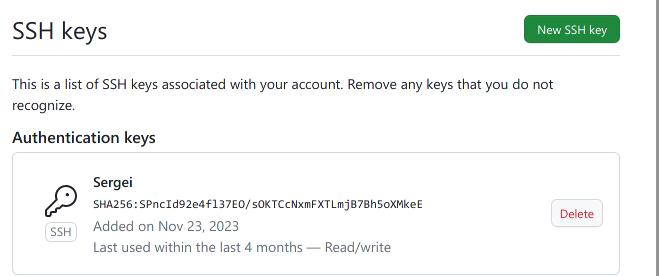 SSH keys
New SSH key
This is a list of SSH keys associated with your account. Remove any keys that you do not
recognize.
Authentication keys
Sergei
SHA256:SPncId92e4fl37EO/sOKTCcNxmFXTLmjB7Bh5oXMkeE
SSH
Added on Nov 23, 2023
Last used within the last 4 months — Read/write
Delete